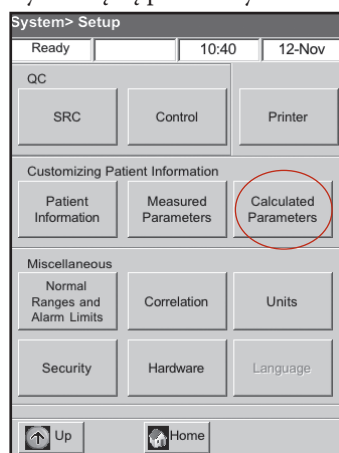 System> Setup
Ready 10:40 12-Nov
QC
SRC Control Printer
Customizing Patient Information
Patient Information Measured Parameters Calculated Parameters
Miscellaneous
Normal Ranges and Alarm Limits Correlation Units
Security Hardware Language
Up Home